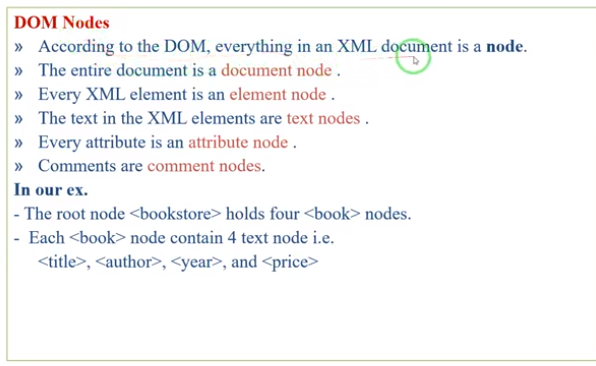 DOM Nodes
» According to the DOM, everything in an XML document is a node.
» The entire document is a document node .
» Every XML element is an element node .
» The text in the XML elements are text nodes .
» Every attribute is an attribute node .
» Comments are comment nodes.
In our ex.
- The root node <bookstore> holds four <book> nodes.
- Each <book> node contain 4 text node i.e.
<title>, <author>, <year>, and <price>